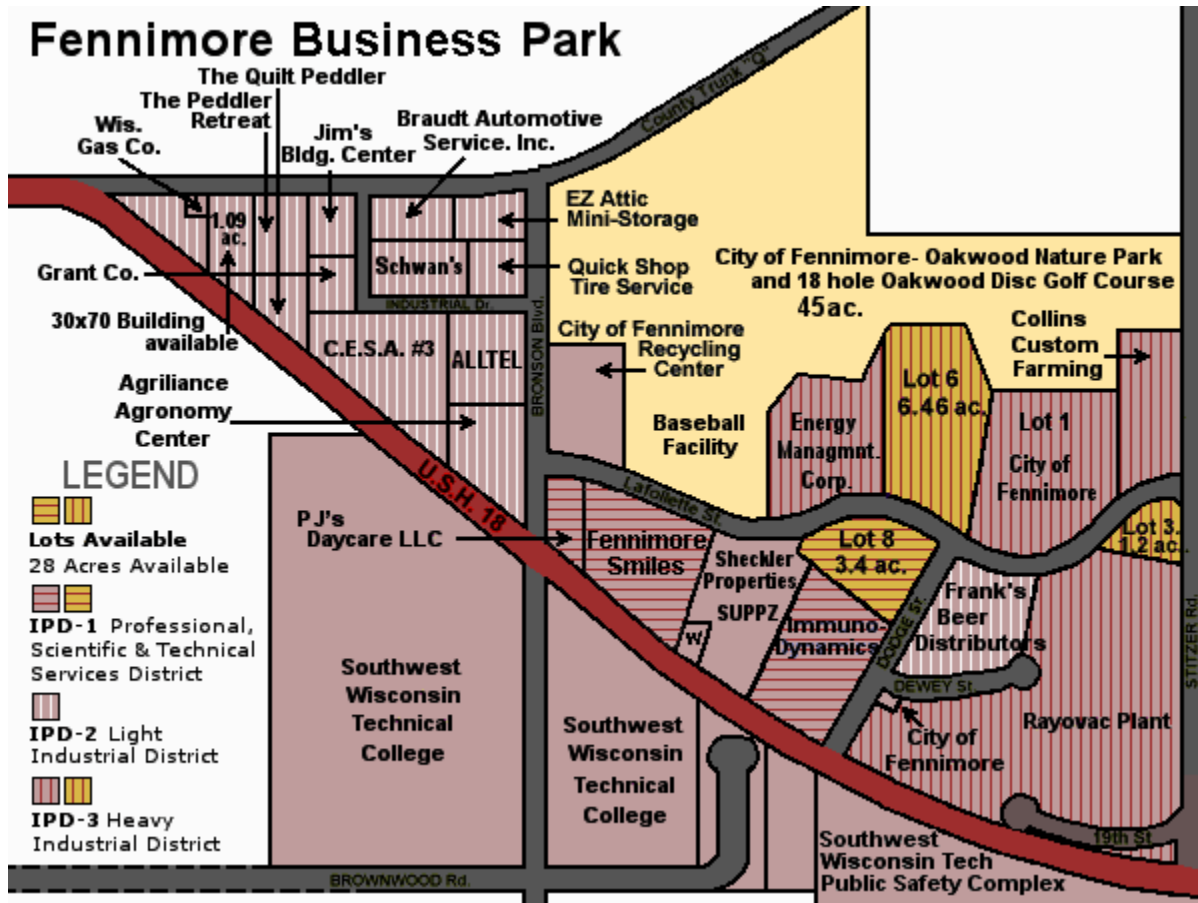 Fennimore Business Park
The Quilt Peddler
The Peddler
Retreat
Wis.
Gas Co.
Jim's
Bldg. Center
Braudt Automotive
Service. Inc.
County Trunk "Q"
EZ Attic
Mini-Storage
1.09
ac.
Grant Co.
Schwan's
Quick Shop
Tire Service
City of Fennimore- Oakwood Nature Park
and 18 hole Oakwood Disc Golf Course
45ac.
INDUSTRIAL Dr.
30x70 Building
available
C.E.S.A. #3
ALLTEL
BRONSON Blvd.
City of Fennimore
Recycling
Center
Collins
Custom
Farming
Agriliance
Agronomy
Center
Baseball
Facility
Energy
Managmnt.
Corp.
Lot 6
6.46 ac.
Lot 1
City of
Fennimore
U.S.H. 18
Lafollette St.
PJ's
Daycare LLC
Fennimore
Smiles
Sheckler
Properties
SUPPZ
W
Lot 8
3.4 ac.
Lot 3.
1.2 ac.
Immuno-
Dynamics
DODGE St.
Frank's
Beer
Distributors
DEWEY St.
City of
Fennimore
Rayovac Plant
STITZER Rd.
19th St
Southwest
Wisconsin
Technical
College
Southwest
Wisconsin
Technical
College
Southwest
Wisconsin Tech
Public Safety Complex
BROWNWOOD Rd.
LEGEND
Lots Available
28 Acres Available
IPD-1 Professional,
Scientific & Technical
Services District
IPD-2 Light
Industrial District
IPD-3 Heavy
Industrial District